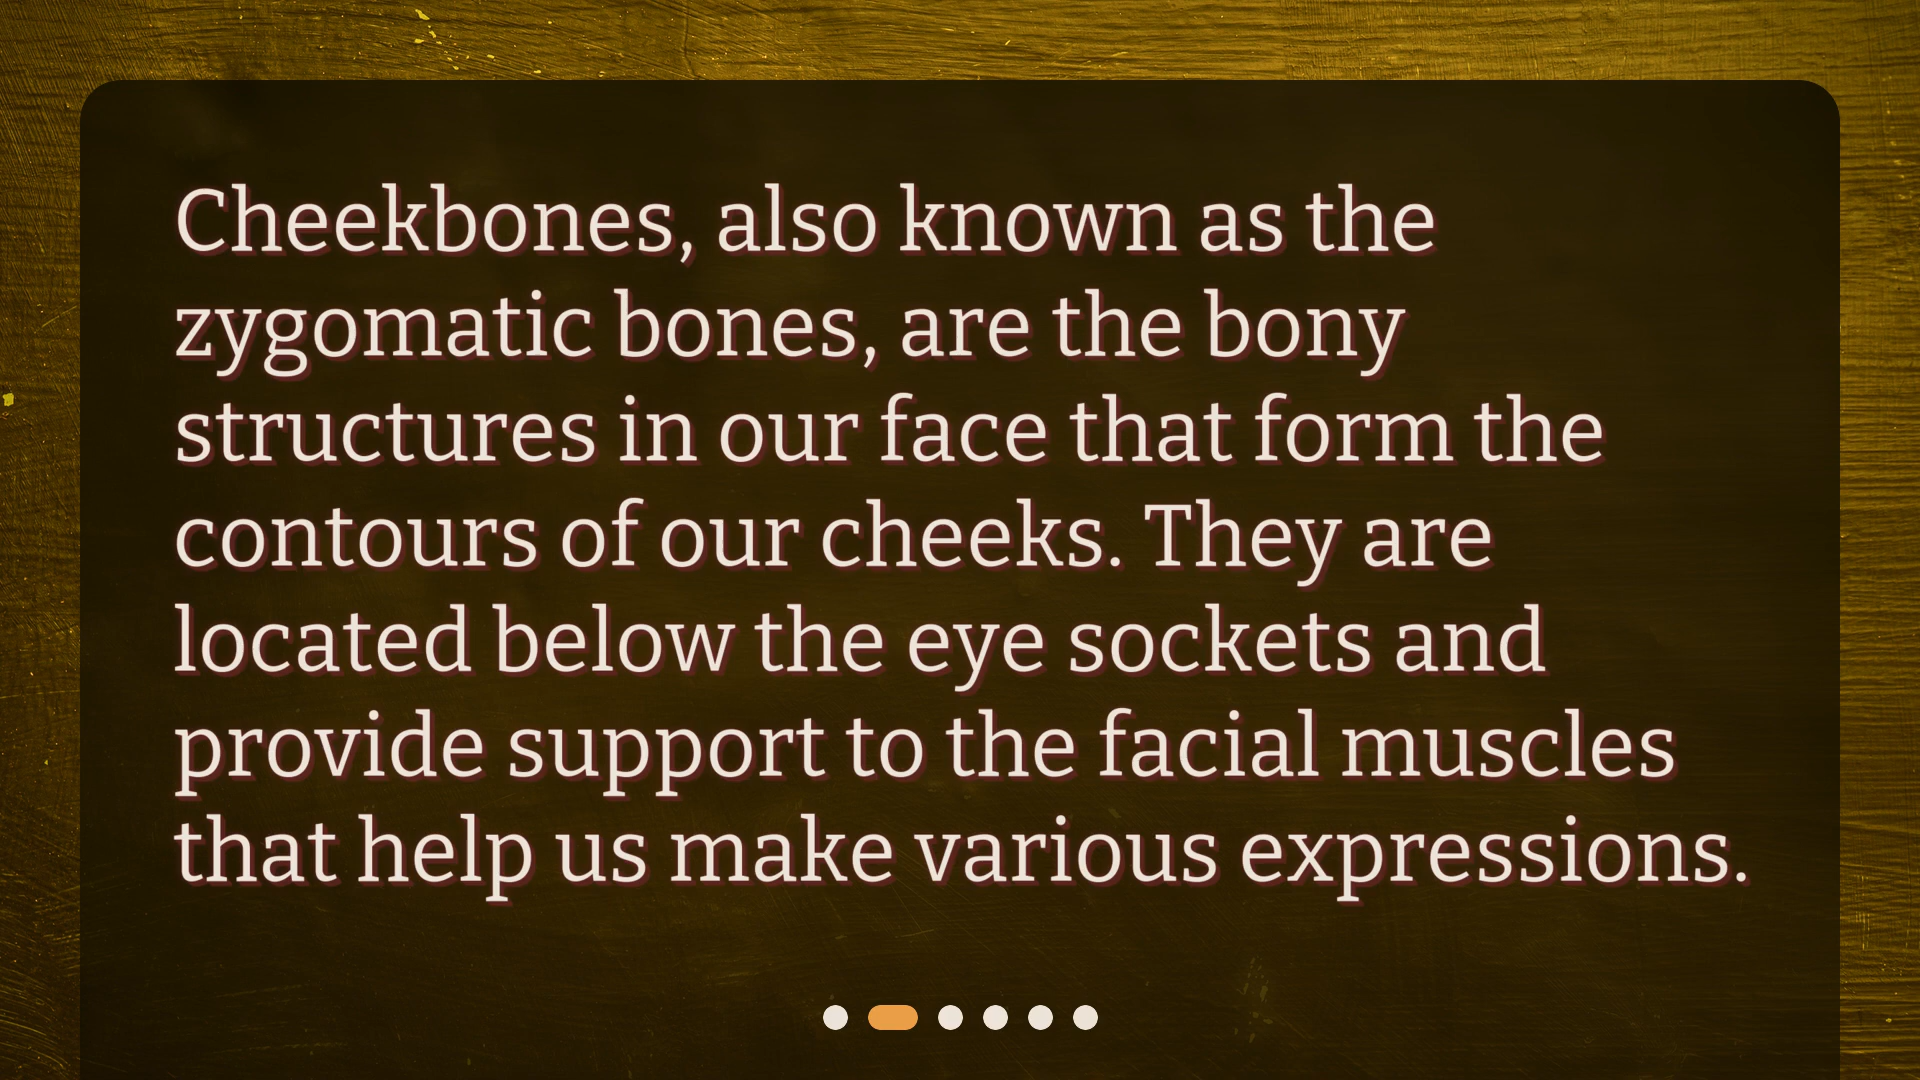 Cheekbones, also known as the
zygomatic bones, are the bony
structures in our face that form the
contours of our cheeks. They are
located below the eye sockets and
provide support to the facial muscles
that help us make various expressions.